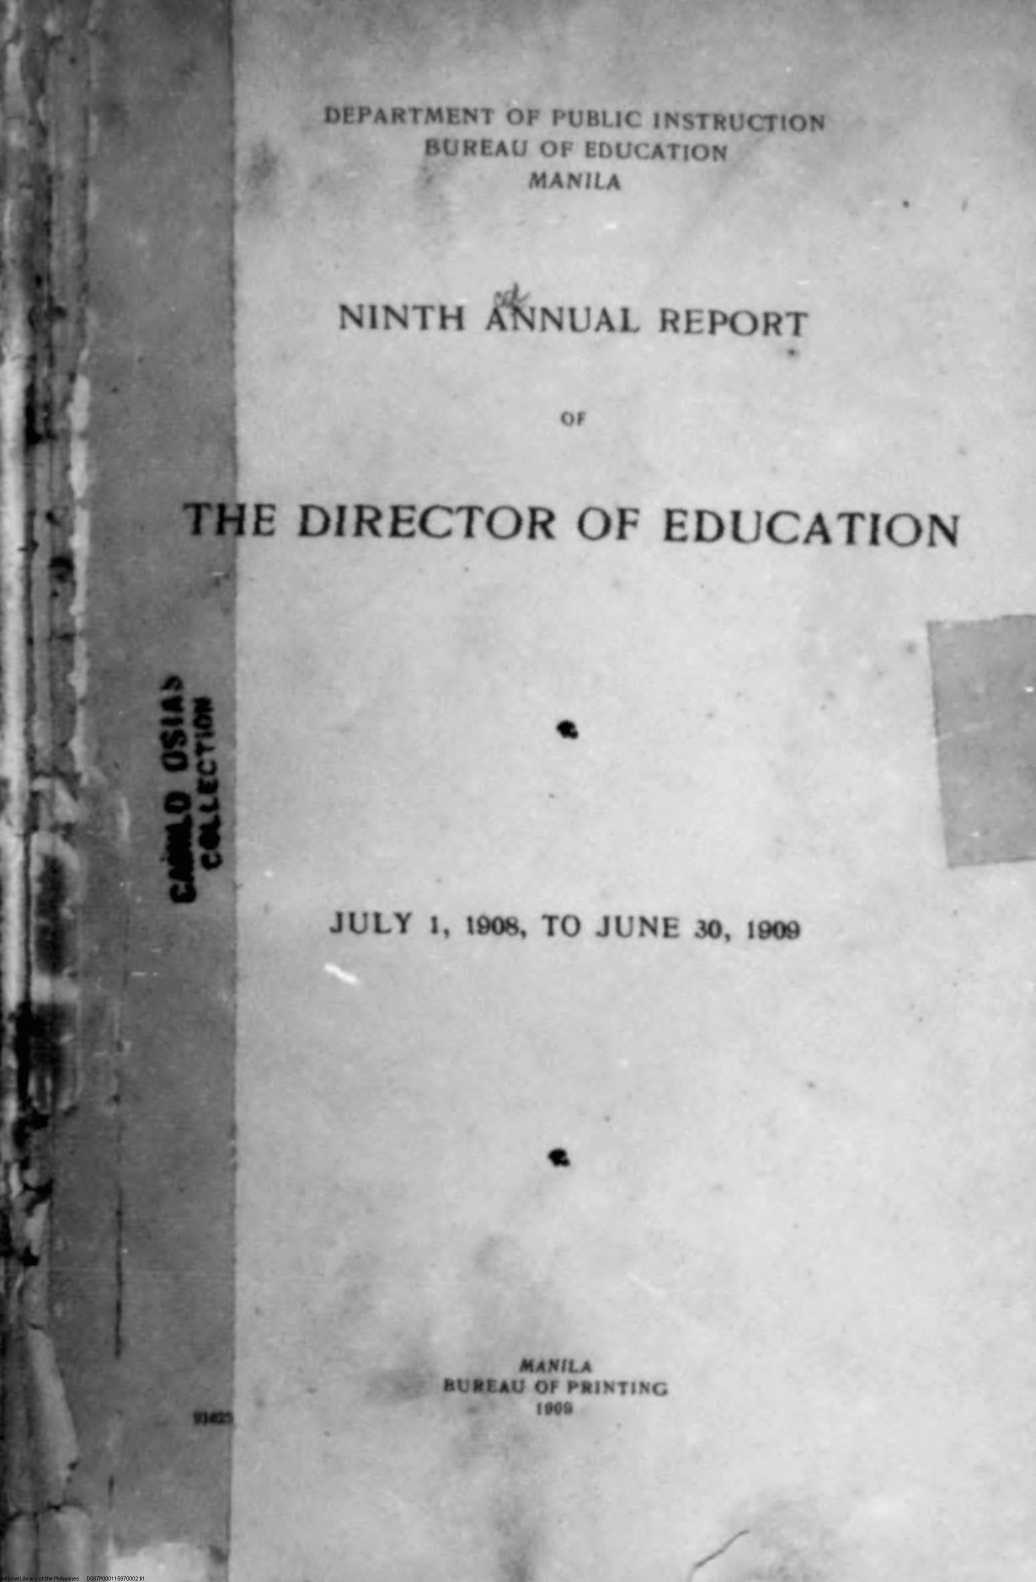 DEPARTMENT OF PUBLIC INSTRUCTION
BUREAU OF EDUCATION
MANILA
NINTH ANNUAL REPORT
OF
THE DIRECTOR OF EDUCATION
CAMILO OSIAS
COLLECTION
JULY 1, 1908, TO JUNE 30, 1909
MANILA
BUREAU OF PRINTING
1909